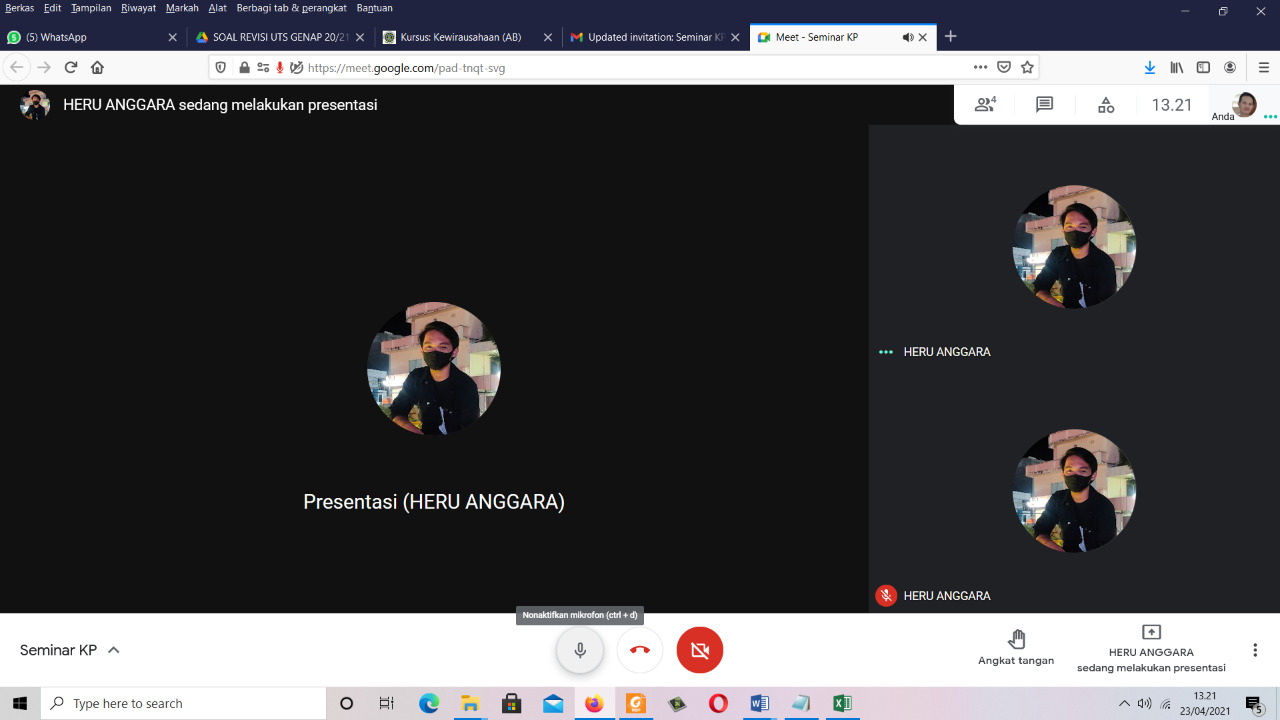 Berkas Edit Tampilan Riwayat Markah Alat Berbagi tab & perangkat Bantuan
(5) WhatsApp
SOAL REVISI UTS GENAP 20/21
Kursus: Kewirausahaan (AB)
Updated invitation: Seminar KP
Meet - Seminar KP
https://meet.google.com/pad-tnqt-svg
HERU ANGGARA sedang melakukan presentasi
4
13.21
Anda
HERU ANGGARA
Presentasi (HERU ANGGARA)
HERU ANGGARA
Nonaktifkan mikrofon (ctrl + d)
Seminar KP
Angkat tangan
HERU ANGGARA
sedang melakukan presentasi
Type here to search
13.21
23/04/2021
5